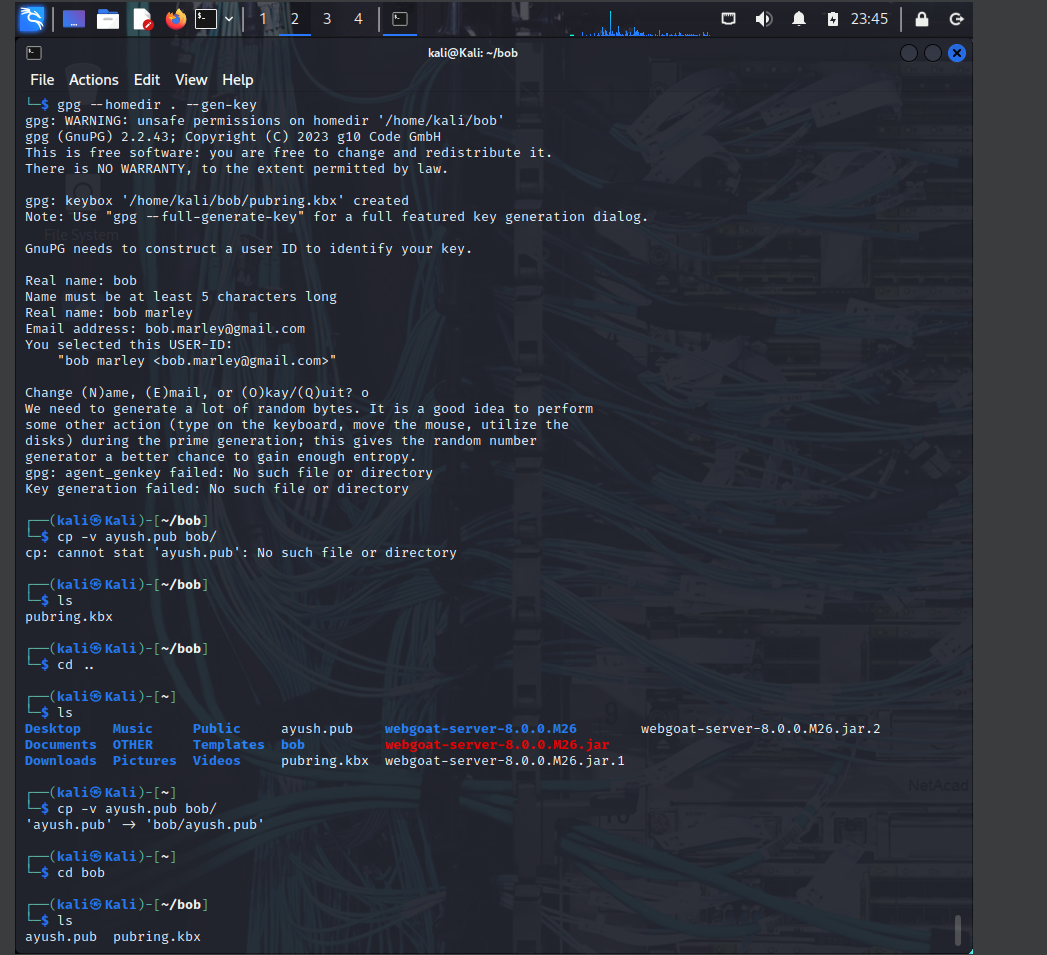 1 2 3 4 23:45
kali@Kali: ~/bob
File Actions Edit View Help
└─$ gpg --homedir . --gen-key
gpg: WARNING: unsafe permissions on homedir '/home/kali/bob'
gpg (GnuPG) 2.2.43; Copyright (C) 2023 g10 Code GmbH
This is free software: you are free to change and redistribute it.
There is NO WARRANTY, to the extent permitted by law.
gpg: keybox '/home/kali/bob/pubring.kbx' created
Note: Use "gpg --full-generate-key" for a full featured key generation dialog.
File System
GnuPG needs to construct a user ID to identify your key.
Real name: bob
Name must be at least 5 characters long
Real name: bob marley
Email address: bob.marley@gmail.com
You selected this USER-ID:
"bob marley <bob.marley@gmail.com>"
Change (N)ame, (E)mail, or (O)kay/(Q)uit? o
We need to generate a lot of random bytes. It is a good idea to perform
some other action (type on the keyboard, move the mouse, utilize the
disks) during the prime generation; this gives the random number
generator a better chance to gain enough entropy.
gpg: agent_genkey failed: No such file or directory
Key generation failed: No such file or directory
┌──(kali㉿Kali)-[~/bob]
└─$ cp -v ayush.pub bob/
cp: cannot stat 'ayush.pub': No such file or directory
┌──(kali㉿Kali)-[~/bob]
└─$ ls
pubring.kbx
┌──(kali㉿Kali)-[~/bob]
└─$ cd ..
┌──(kali㉿Kali)-[~]
└─$ ls
Desktop Music Public ayush.pub webgoat-server-8.0.0.M26 webgoat-server-8.0.0.M26.jar.2
Documents OTHER Templates bob webgoat-server-8.0.0.M26.jar
Downloads Pictures Videos pubring.kbx webgoat-server-8.0.0.M26.jar.1
NetAcad
┌──(kali㉿Kali)-[~]
└─$ cp -v ayush.pub bob/
'ayush.pub' -> 'bob/ayush.pub'
┌──(kali㉿Kali)-[~]
└─$ cd bob
┌──(kali㉿Kali)-[~/bob]
└─$ ls
ayush.pub pubring.kbx